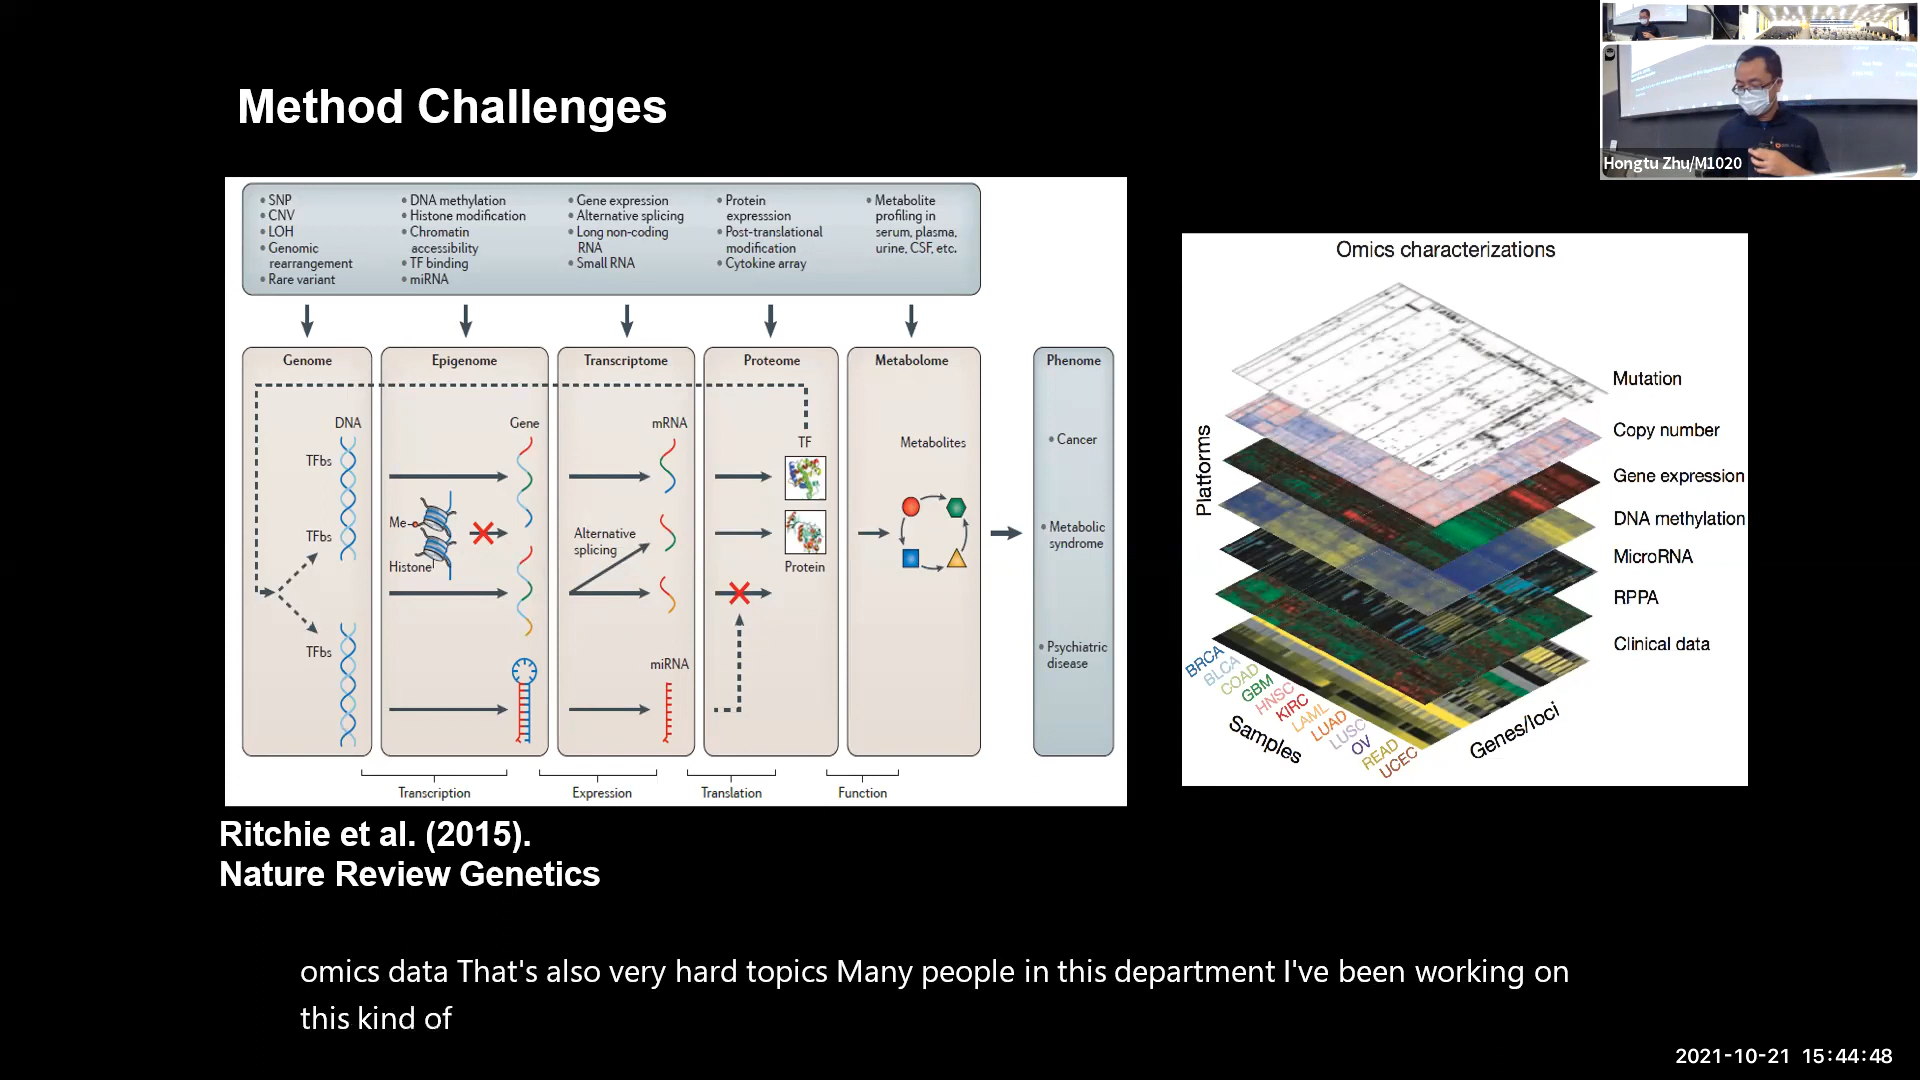 Method Challenges
Hongtu Zhu/M1020
• SNP
• CNV
• LOH
• Genomic
rearrangement
• Rare variant
• DNA methylation
• Histone modification
• Chromatin
accessibility
• TF binding
• miRNA
• Gene expression
• Alternative splicing
• Long non-coding
RNA
• Small RNA
• Protein
expresssion
• Post-translational
modification
• Cytokine array
• Metabolite
profiling in
serum, plasma,
urine, CSF, etc.
Genome
Epigenome
Transcriptome
Proteome
Metabolome
Phenome
DNA
TFbs
TFbs
TFbs
Gene
Me
Histone
mRNA
Alternative
splicing
miRNA
TF
Protein
Metabolites
• Cancer
• Metabolic
syndrome
• Psychiatric
disease
Transcription
Expression
Translation
Function
Omics characterizations
Platforms
Mutation
Copy number
Gene expression
DNA methylation
MicroRNA
RPPA
Clinical data
BRCA
BLCA
COAD
GBM
HNSC
KIRC
LAML
LUAD
LUSC
OV
READ
UCEC
Samples
Genes/loci
Ritchie et al. (2015).
Nature Review Genetics
omics data That's also very hard topics Many people in this department I've been working on
this kind of
2021-10-21 15:44:48